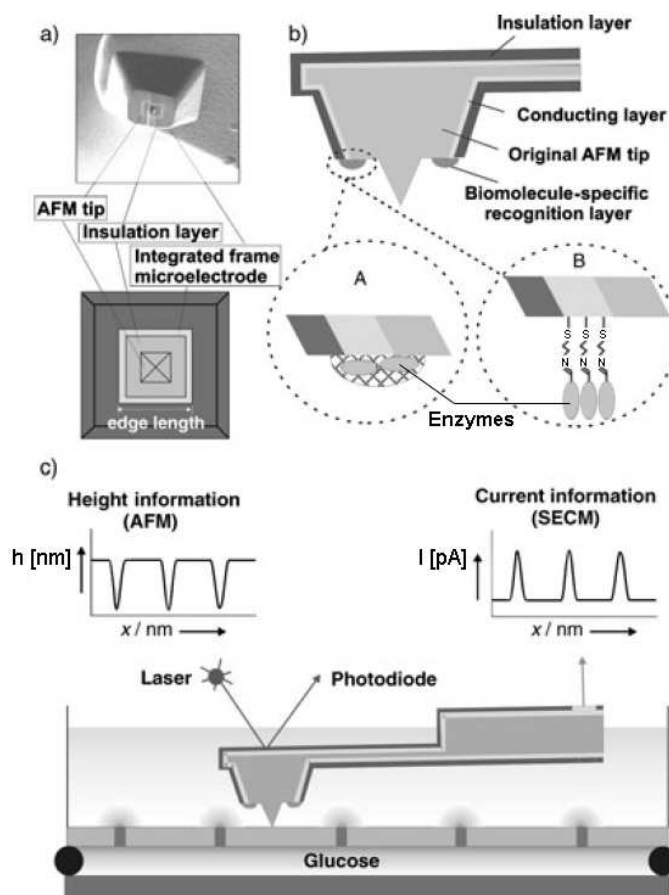 a)
AFM tip
Insulation layer
Integrated frame
microelectrode
edge length
b)
Insulation layer
Conducting layer
Original AFM tip
Biomolecule-specific
recognition layer
A
B
S
S
S
N
N
N
Enzymes
c)
Height information
(AFM)
h [nm]
x / nm
Current information
(SECM)
I [pA]
x / nm
Laser
Photodiode
Glucose